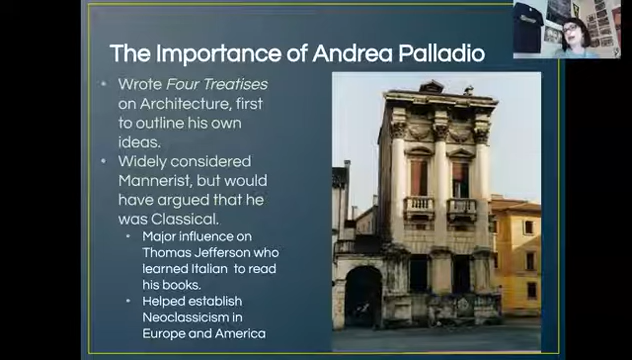 The Importance of Andrea Palladio
• Wrote Four Treatises
on Architecture, first
to outline his own
ideas.
• Widely considered
Mannerist, but would
have argued that he
was Classical.
• Major influence on
Thomas Jefferson who
learned Italian to read
his books.
• Helped establish
Neoclassicism in
Europe and America